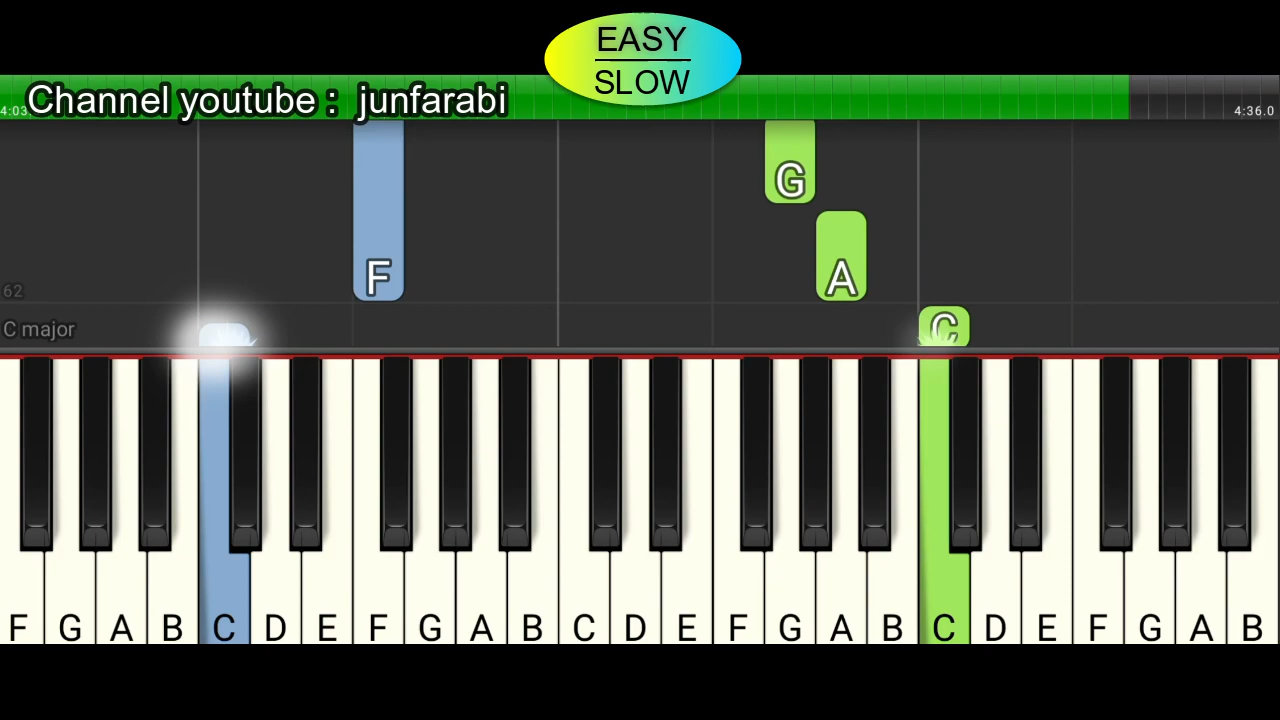 EASY
SLOW
Channel youtube : junfarabi
4:03.
4:36.0
G
F
A
62
C major
C
F G A B C D E F G A B C D E F G A B C D E F G A B